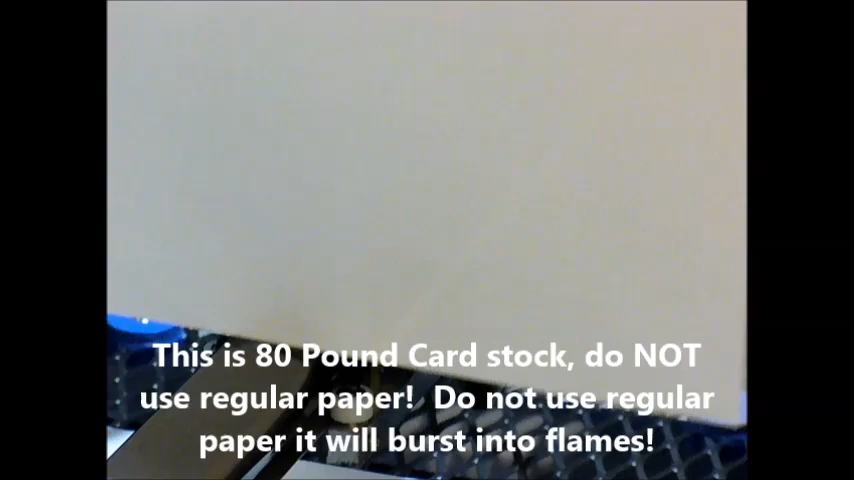 This is 80 Pound Card stock, do NOT
use regular paper!  Do not use regular
paper it will burst into flames!